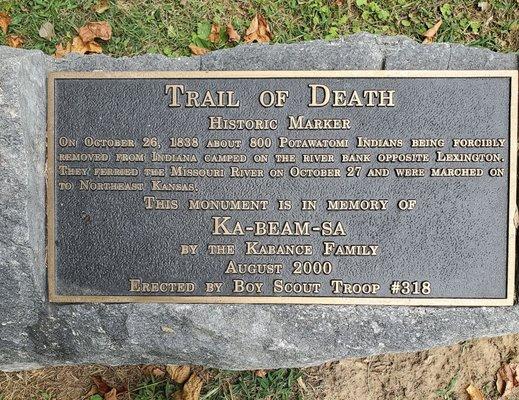 Trail of Death
Historic Marker
On October 26, 1838 about 800 Potawatomi Indians being forcibly
removed from Indiana camped on the river bank opposite Lexington.
They ferried the Missouri River on October 27 and were marched on
to Northeast Kansas.
This monument is in memory of
Ka-beam-sa
by the Kabance Family
August 2000
Erected by Boy Scout Troop #318